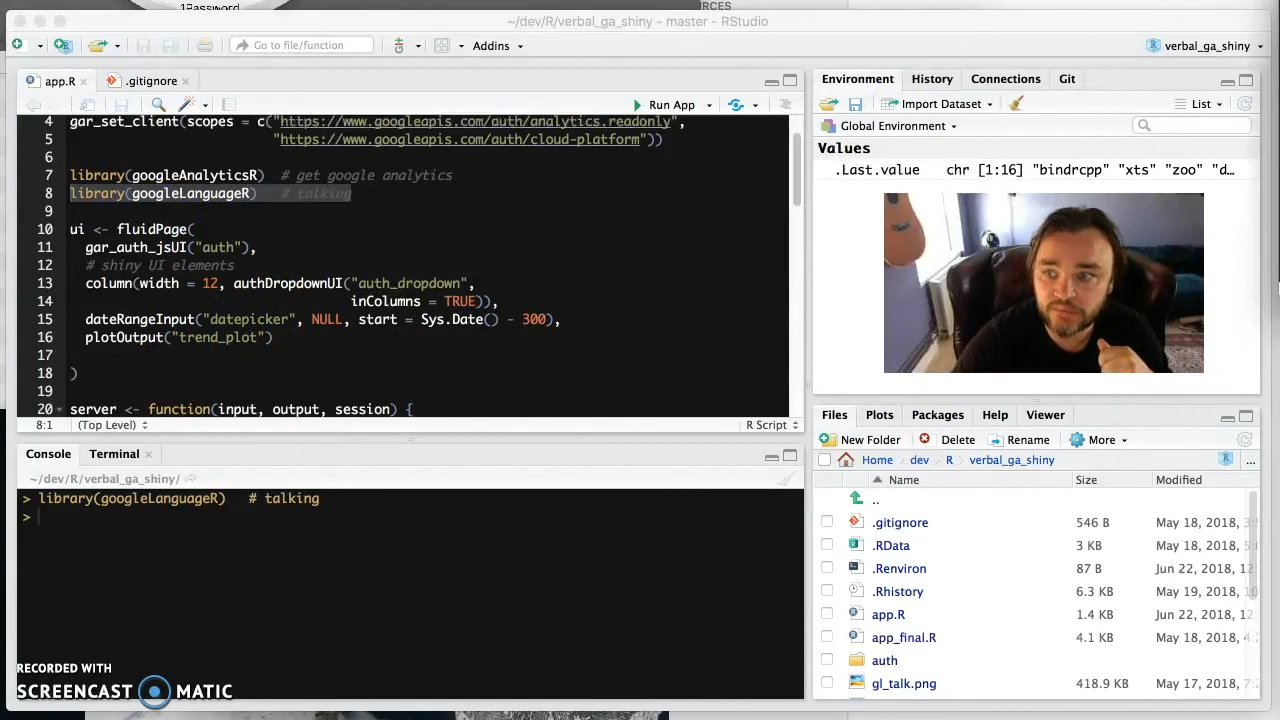 1Password
RCES
~/dev/R/verbal_ga_shiny - master - RStudio
Go to file/function
Addins
verbal_ga_shiny
app.R
.gitignore
Run App
4 gar_set_client(scopes = c("https://www.googleapis.com/auth/analytics.readonly",
5 "https://www.googleapis.com/auth/cloud-platform"))
6
7 library(googleAnalyticsR) # get google analytics
8 library(googleLanguageR) # talking
9
10 ui <- fluidPage(
11 gar_auth_jsUI("auth"),
12 # shiny UI elements
13 column(width = 12, authDropdownUI("auth_dropdown",
14 inColumns = TRUE)),
15 dateRangeInput("datepicker", NULL, start = Sys.Date() - 300),
16 plotOutput("trend_plot")
17
18 )
19
20 server <- function(input, output, session) {
8:1 (Top Level) R Script
Console Terminal
~/dev/R/verbal_ga_shiny/
> library(googleLanguageR) # talking
>
RECORDED WITH
SCREENCAST MATIC
Environment History Connections Git
Import Dataset List
Global Environment
Values
.Last.value chr [1:16] "bindrcpp" "xts" "zoo" "d…
Files Plots Packages Help Viewer
New Folder Delete Rename More
Home dev R verbal_ga_shiny ...
Name Size Modified
..
.gitignore 546 B May 18, 2018,
.RData 3 KB May 18, 2018,
.Renviron 87 B Jun 22, 2018,
.Rhistory 6.3 KB May 19, 2018,
app.R 1.4 KB Jun 22, 2018,
app_final.R 4.1 KB May 18, 2018,
auth
gl_talk.png 418.9 KB May 17, 2018,